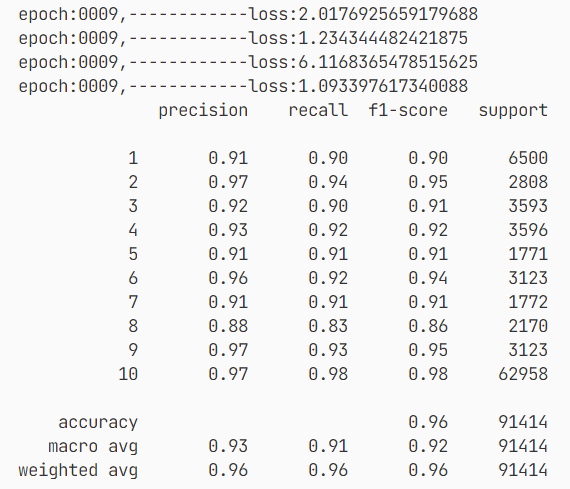 epoch:0009,------------loss:2.0176925659179688
epoch:0009,------------loss:1.234344482421875
epoch:0009,------------loss:6.1168365478515625
epoch:0009,------------loss:1.093397617340088
precision recall f1-score support
1 0.91 0.90 0.90 6500
2 0.97 0.94 0.95 2808
3 0.92 0.90 0.91 3593
4 0.93 0.92 0.92 3596
5 0.91 0.91 0.91 1771
6 0.96 0.92 0.94 3123
7 0.91 0.91 0.91 1772
8 0.88 0.83 0.86 2170
9 0.97 0.93 0.95 3123
10 0.97 0.98 0.98 62958
accuracy 0.96 91414
macro avg 0.93 0.91 0.92 91414
weighted avg 0.96 0.96 0.96 91414